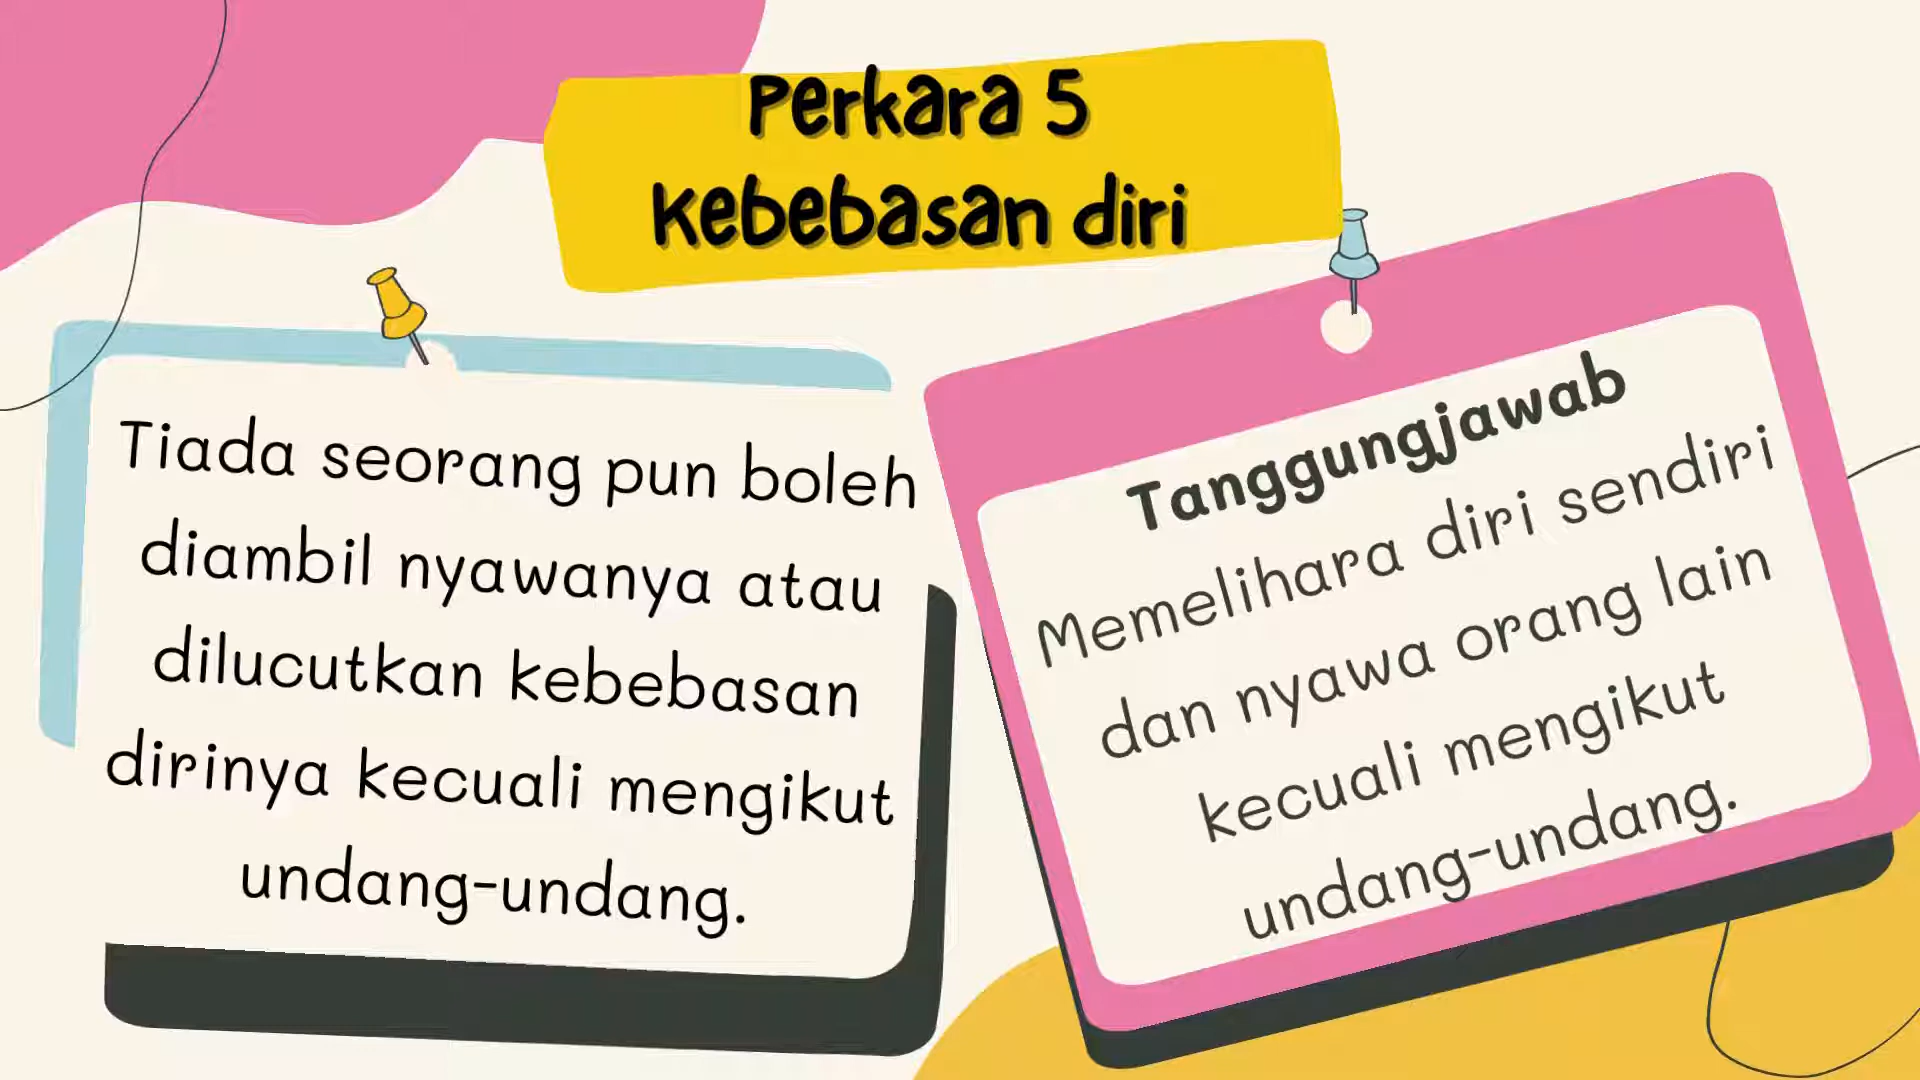 Perkara 5
kebebasan diri
Tiada seorang pun boleh
diambil nyawanya atau
dilucutkan kebebasan
dirinya kecuali mengikut
undang-undang.
Tanggungjawab
Memelihara diri sendiri
dan nyawa orang lain
kecuali mengikut
undang-undang.